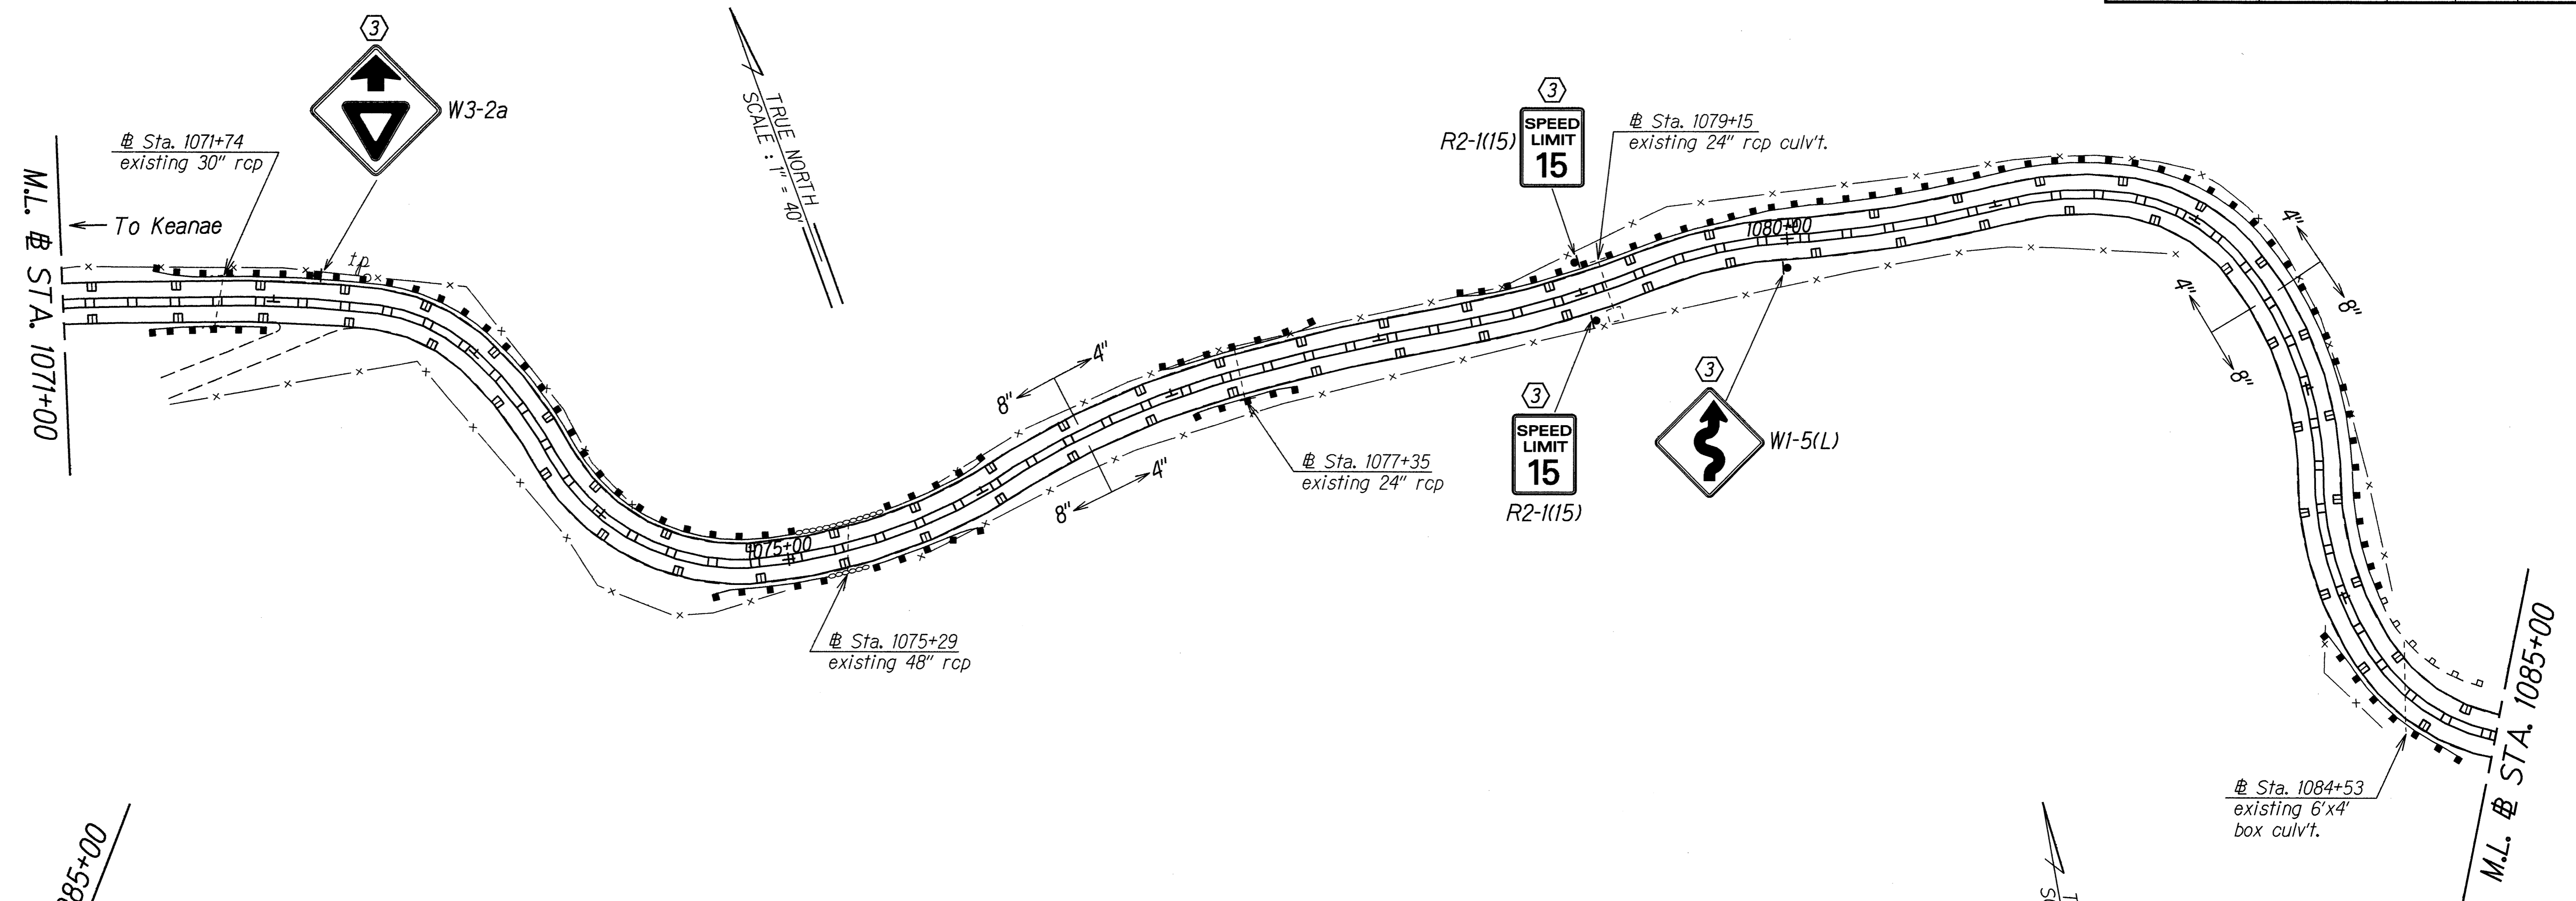 3
W3-2a
℄ Sta. 1071+74
existing 30" rcp
M.L. ℄ STA. 1071+00
To Keanae
tp
TRUE NORTH
SCALE : 1" = 40'
3
SPEED
LIMIT
15
R2-1(15)
℄ Sta. 1079+15
existing 24" rcp culv't.
1080+00
4"
8"
4"
8"
4"
8"
4"
8"
3
SPEED
LIMIT
15
R2-1(15)
3
W1-5(L)
℄ Sta. 1077+35
existing 24" rcp
1075+00
℄ Sta. 1075+29
existing 48" rcp
℄ Sta. 1084+53
existing 6'x4'
box culv't.
M.L. ℄ STA. 1085+00